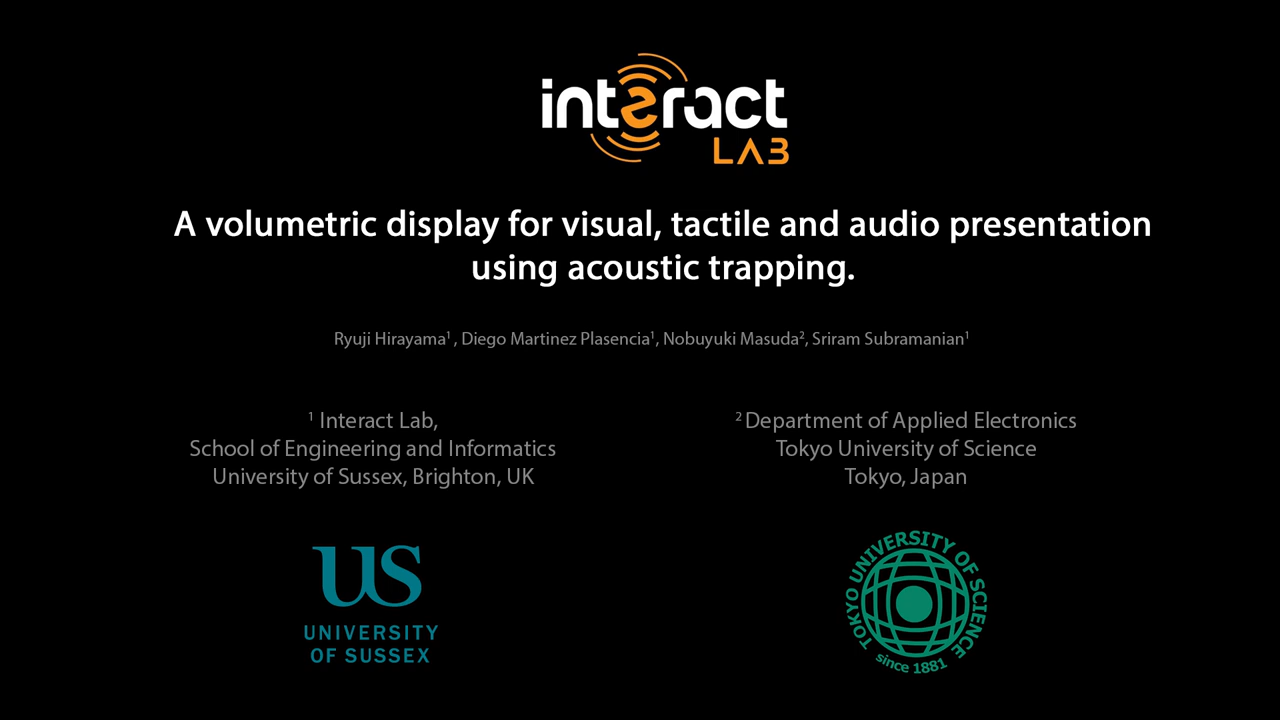 interact
LAB
A volumetric display for visual, tactile and audio presentation
using acoustic trapping.
Ryuji Hirayama¹ , Diego Martinez Plasencia¹, Nobuyuki Masuda², Sriram Subramanian¹
¹ Interact Lab,
School of Engineering and Informatics
University of Sussex, Brighton, UK
² Department of Applied Electronics
Tokyo University of Science
Tokyo, Japan
US
UNIVERSITY
OF SUSSEX
TOKYO UNIVERSITY OF SCIENCE
since 1881